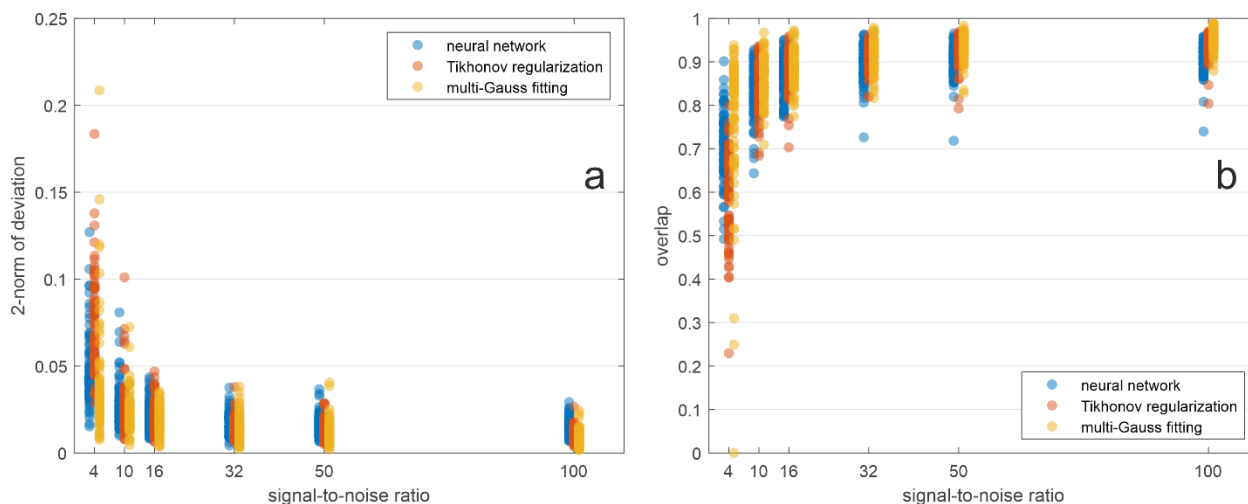 0.25
0.2
0.15
0.1
0.05
0
2-norm of deviation
4 10 16 32 50 100
signal-to-noise ratio
neural network
Tikhonov regularization
multi-Gauss fitting
a
1
0.9
0.8
0.7
0.6
0.5
0.4
0.3
0.2
0.1
0
overlap
4 10 16 32 50 100
signal-to-noise ratio
neural network
Tikhonov regularization
multi-Gauss fitting
b